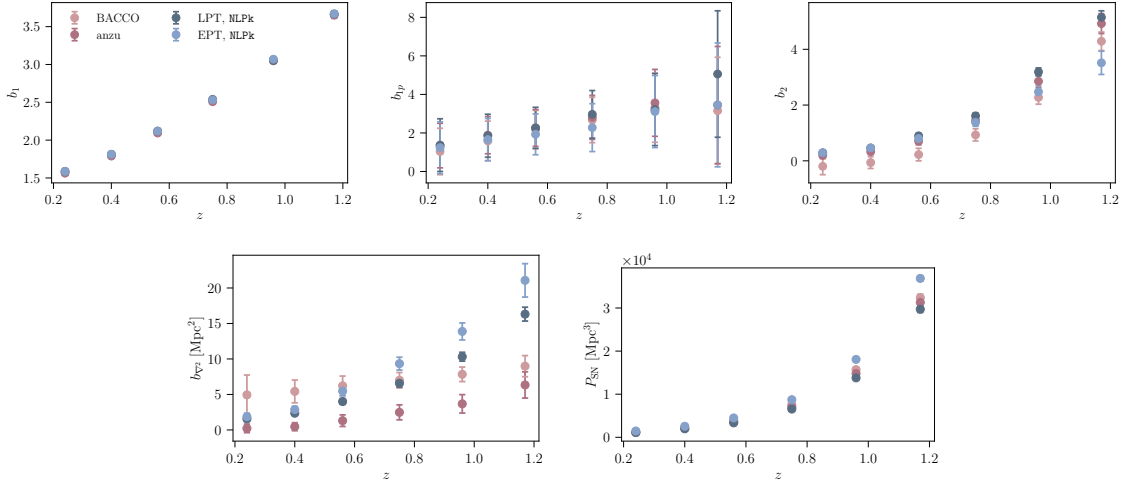 BACCO
anzu
LPT, NLPk
EPT, NLPk
b₁
3.5
3.0
2.5
2.0
1.5
0.2 0.4 0.6 0.8 1.0 1.2
z
b₁ₚ
8
6
4
2
0
0.2 0.4 0.6 0.8 1.0 1.2
z
b₂
4
2
0
0.2 0.4 0.6 0.8 1.0 1.2
z
b∇² [Mpc²]
20
15
10
5
0
0.2 0.4 0.6 0.8 1.0 1.2
z
×10⁴
P_SN [Mpc³]
3
2
1
0
0.2 0.4 0.6 0.8 1.0 1.2
z